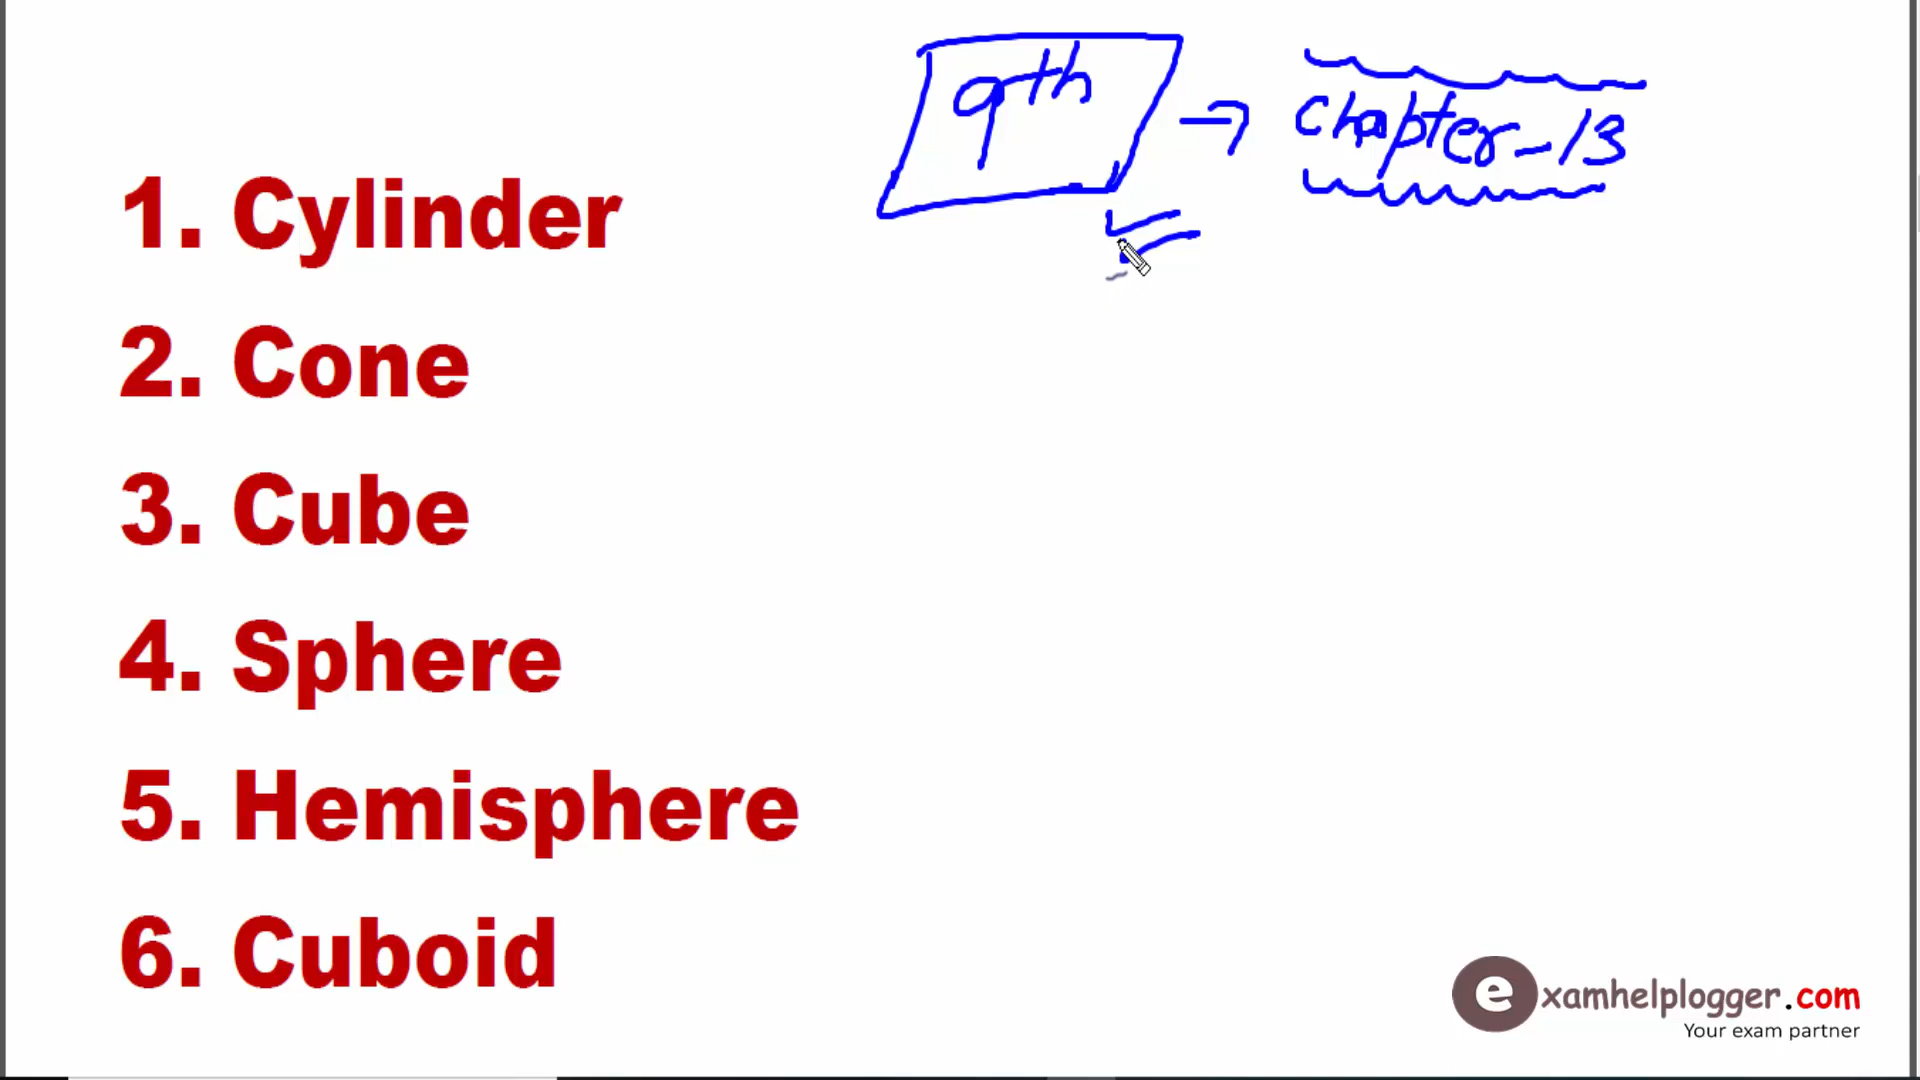 9th → chapter-13
1. Cylinder
2. Cone
3. Cube
4. Sphere
5. Hemisphere
6. Cuboid
examhelplogger.com
Your exam partner